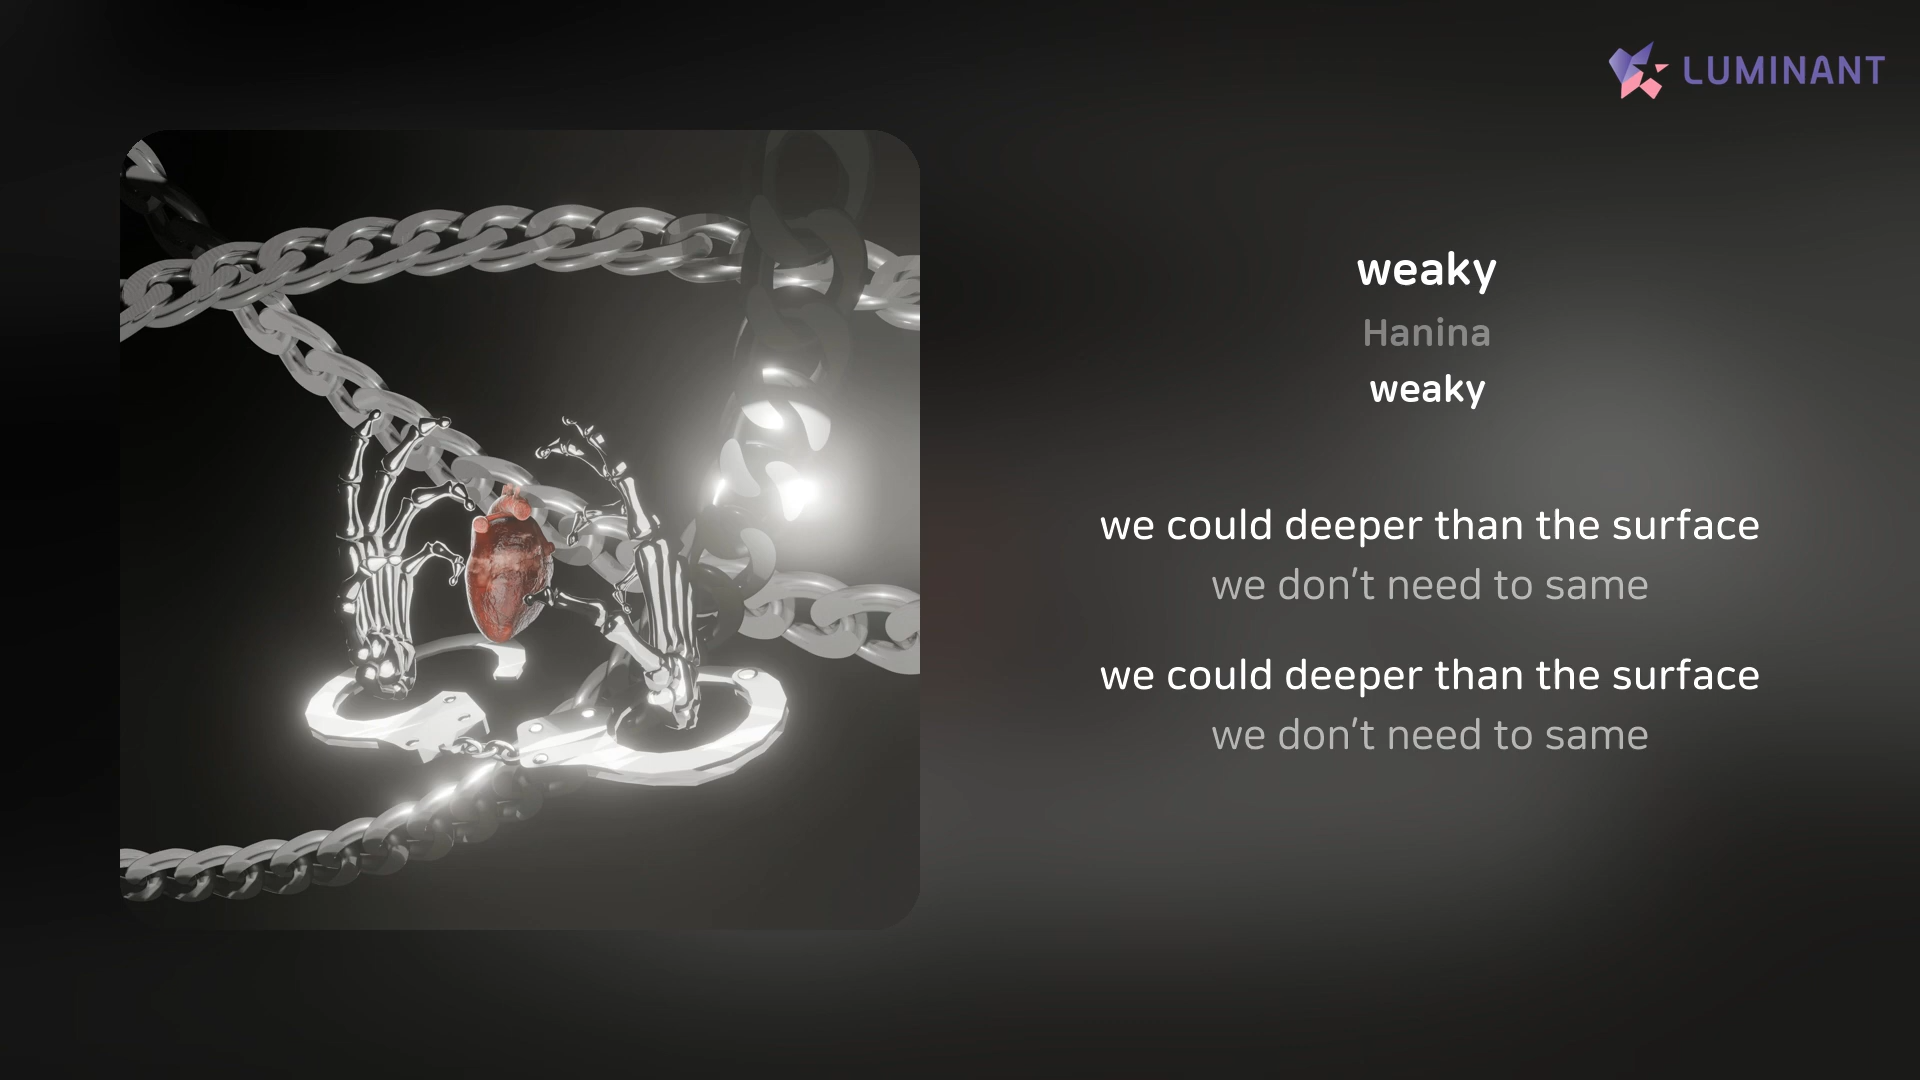 LUMINANT
weaky
Hanina
weaky
we could deeper than the surface
we don't need to same
we could deeper than the surface
we don't need to same